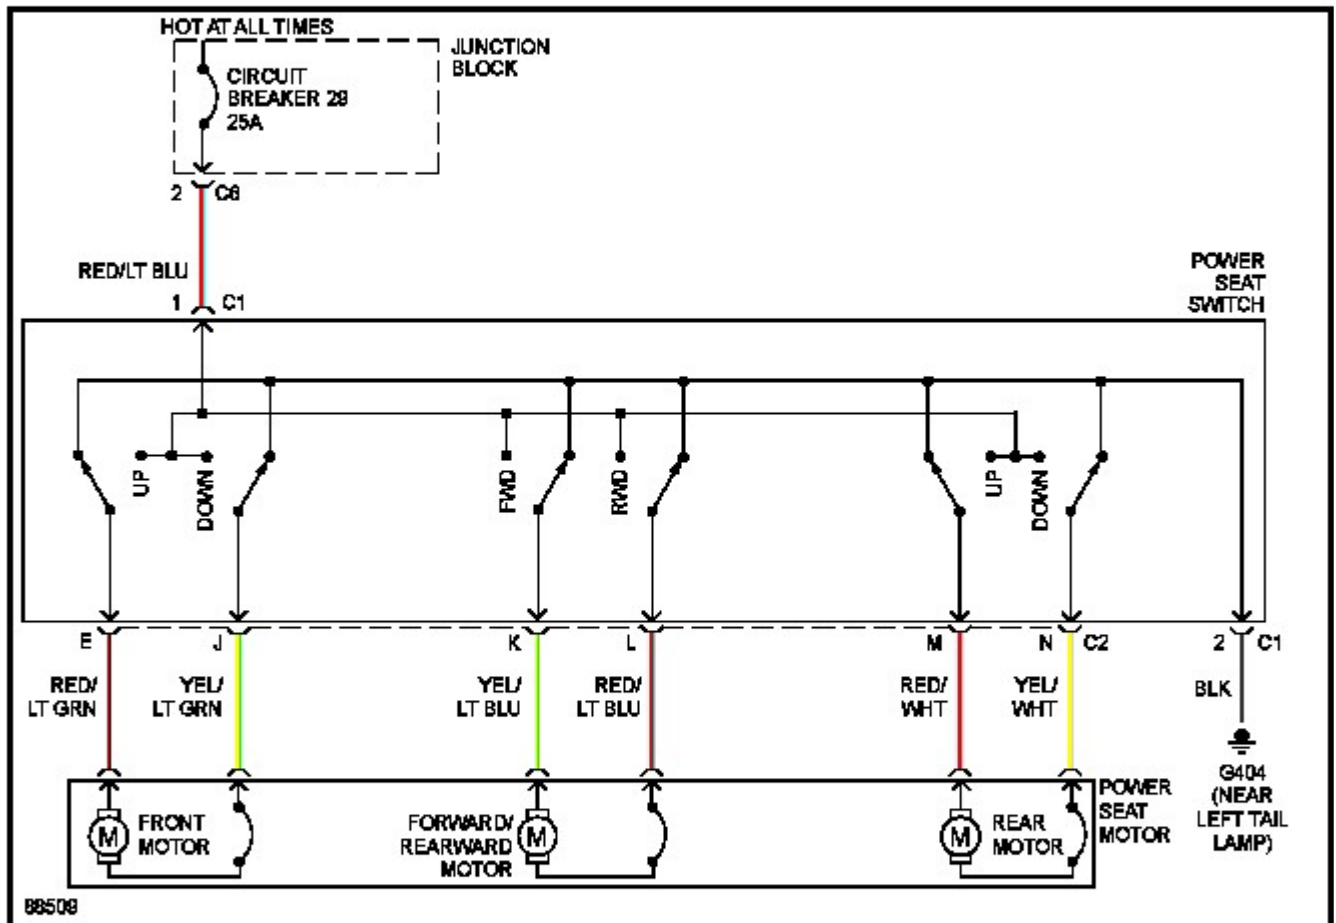 HOT AT ALL TIMES
JUNCTION
BLOCK
CIRCUIT
BREAKER 29
25A
2
C6
RED/LT BLU
1
C1
POWER
SEAT
SWITCH
UP
DOWN
FWD
RWD
UP
DOWN
E
J
K
L
M
N
C2
2
C1
RED/
LT GRN
YEL/
LT GRN
YEL/
LT BLU
RED/
LT BLU
RED/
WHT
YEL/
WHT
BLK
M
FRONT
MOTOR
FORWARD/
REARWARD
MOTOR
M
M
REAR
MOTOR
POWER
SEAT
MOTOR
G404
(NEAR
LEFT TAIL
LAMP)
88509